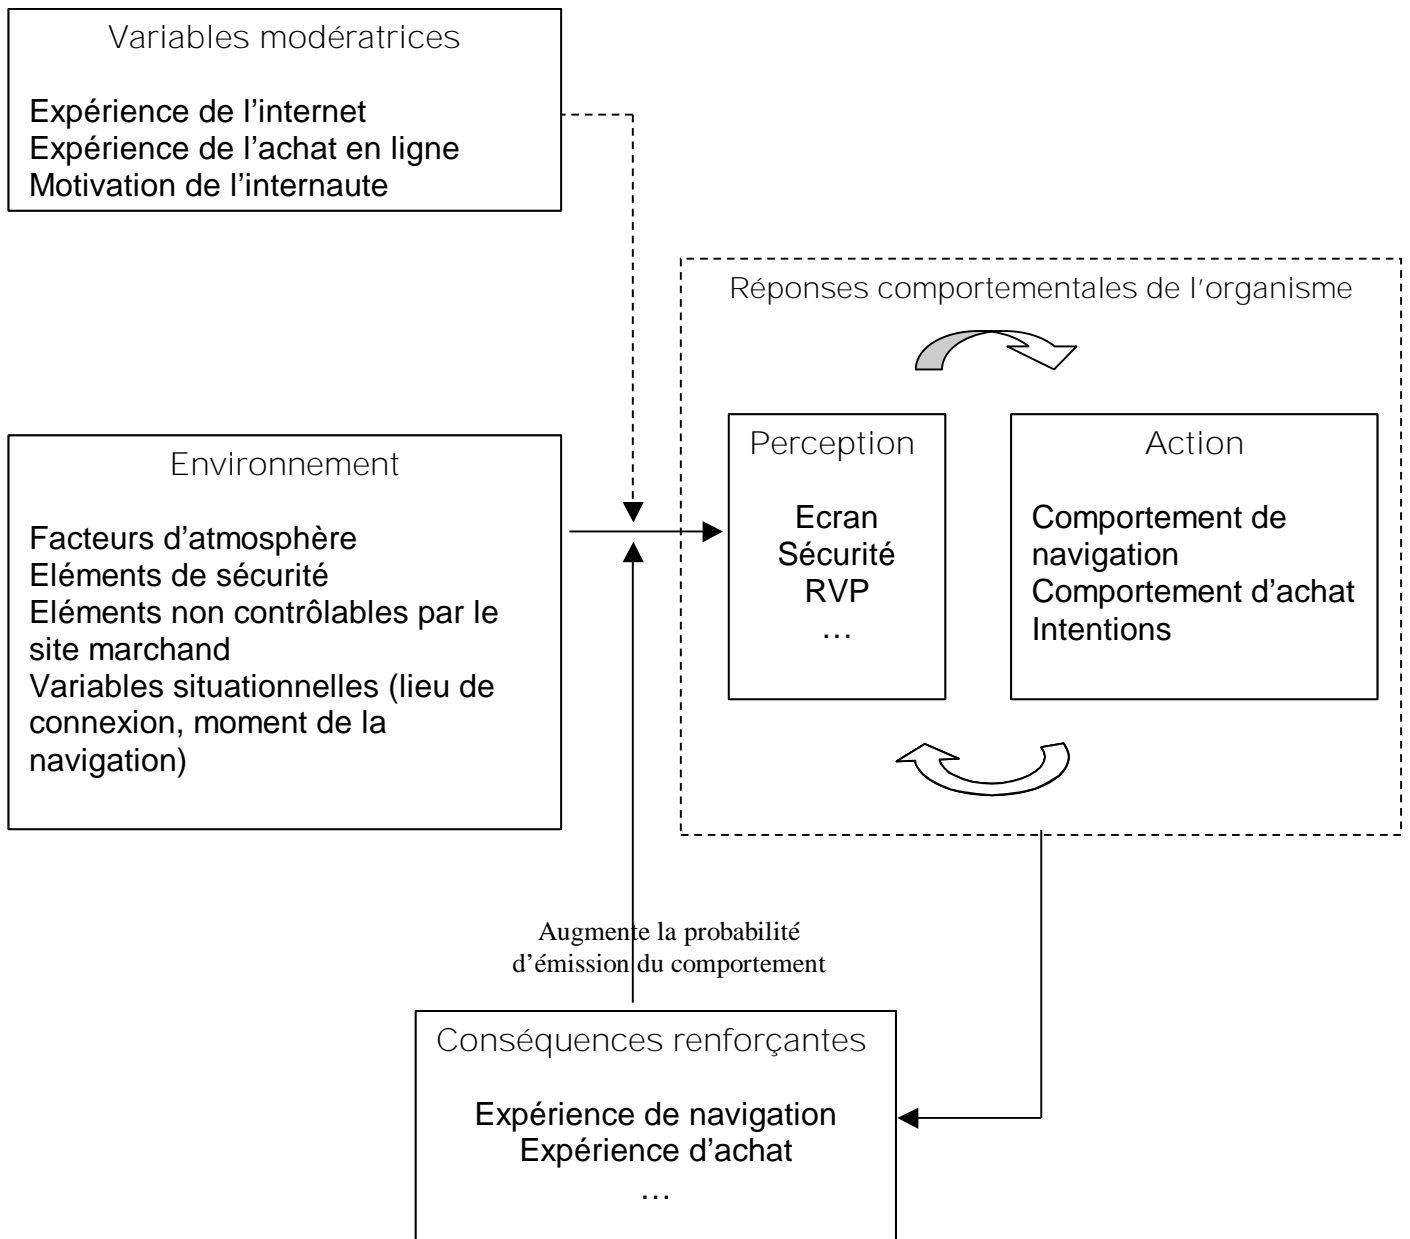 Variables modératrices
Expérience de l’internet
Expérience de l’achat en ligne
Motivation de l’internaute
Réponses comportementales de l’organisme
Environnement
Facteurs d’atmosphère
Eléments de sécurité
Eléments non contrôlables par le
site marchand
Variables situationnelles (lieu de
connexion, moment de la
navigation)
Perception
Ecran
Sécurité
RVP
…
Action
Comportement de
navigation
Comportement d’achat
Intentions
Augmente la probabilité
d’émission du comportement
Conséquences renforçantes
Expérience de navigation
Expérience d’achat
…